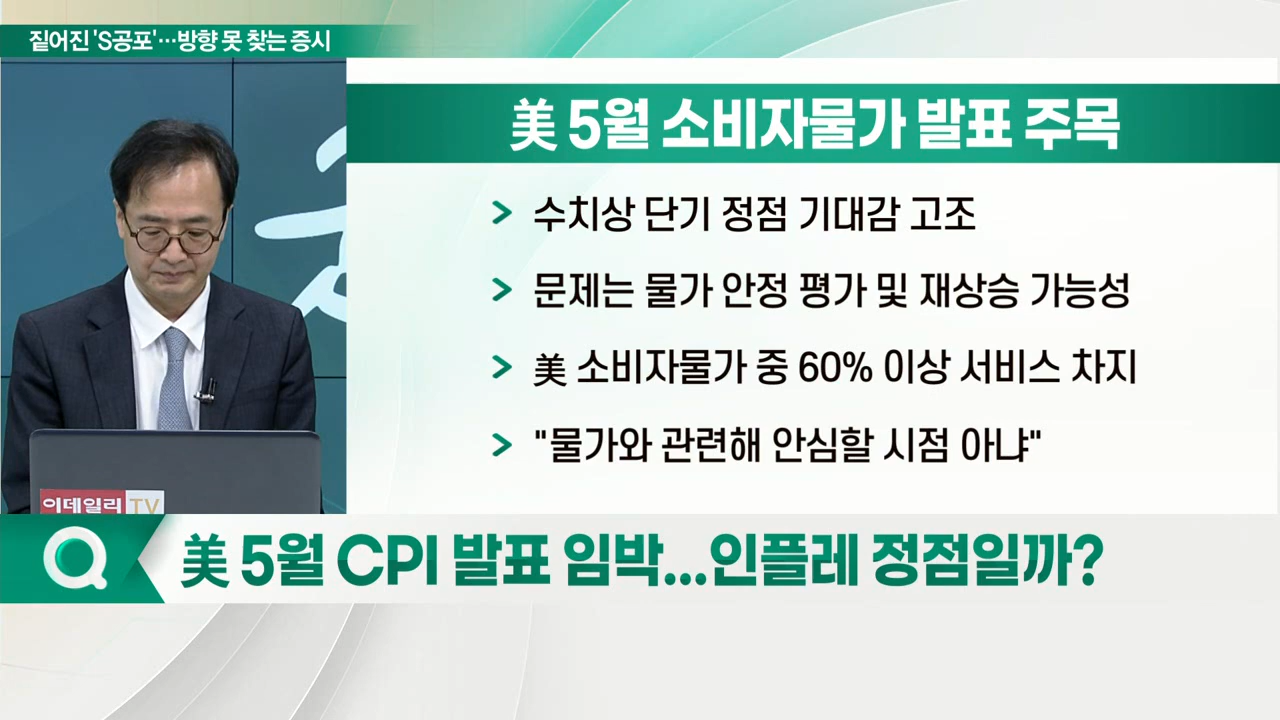 짙어진 'S공포'…방향 못 찾는 증시
美 5월 소비자물가 발표 주목
> 수치상 단기 정점 기대감 고조
> 문제는 물가 안정 평가 및 재상승 가능성
> 美 소비자물가 중 60% 이상 서비스 차지
> "물가와 관련해 안심할 시점 아냐"
이데일리TV
美 5월 CPI 발표 임박...인플레 정점일까?